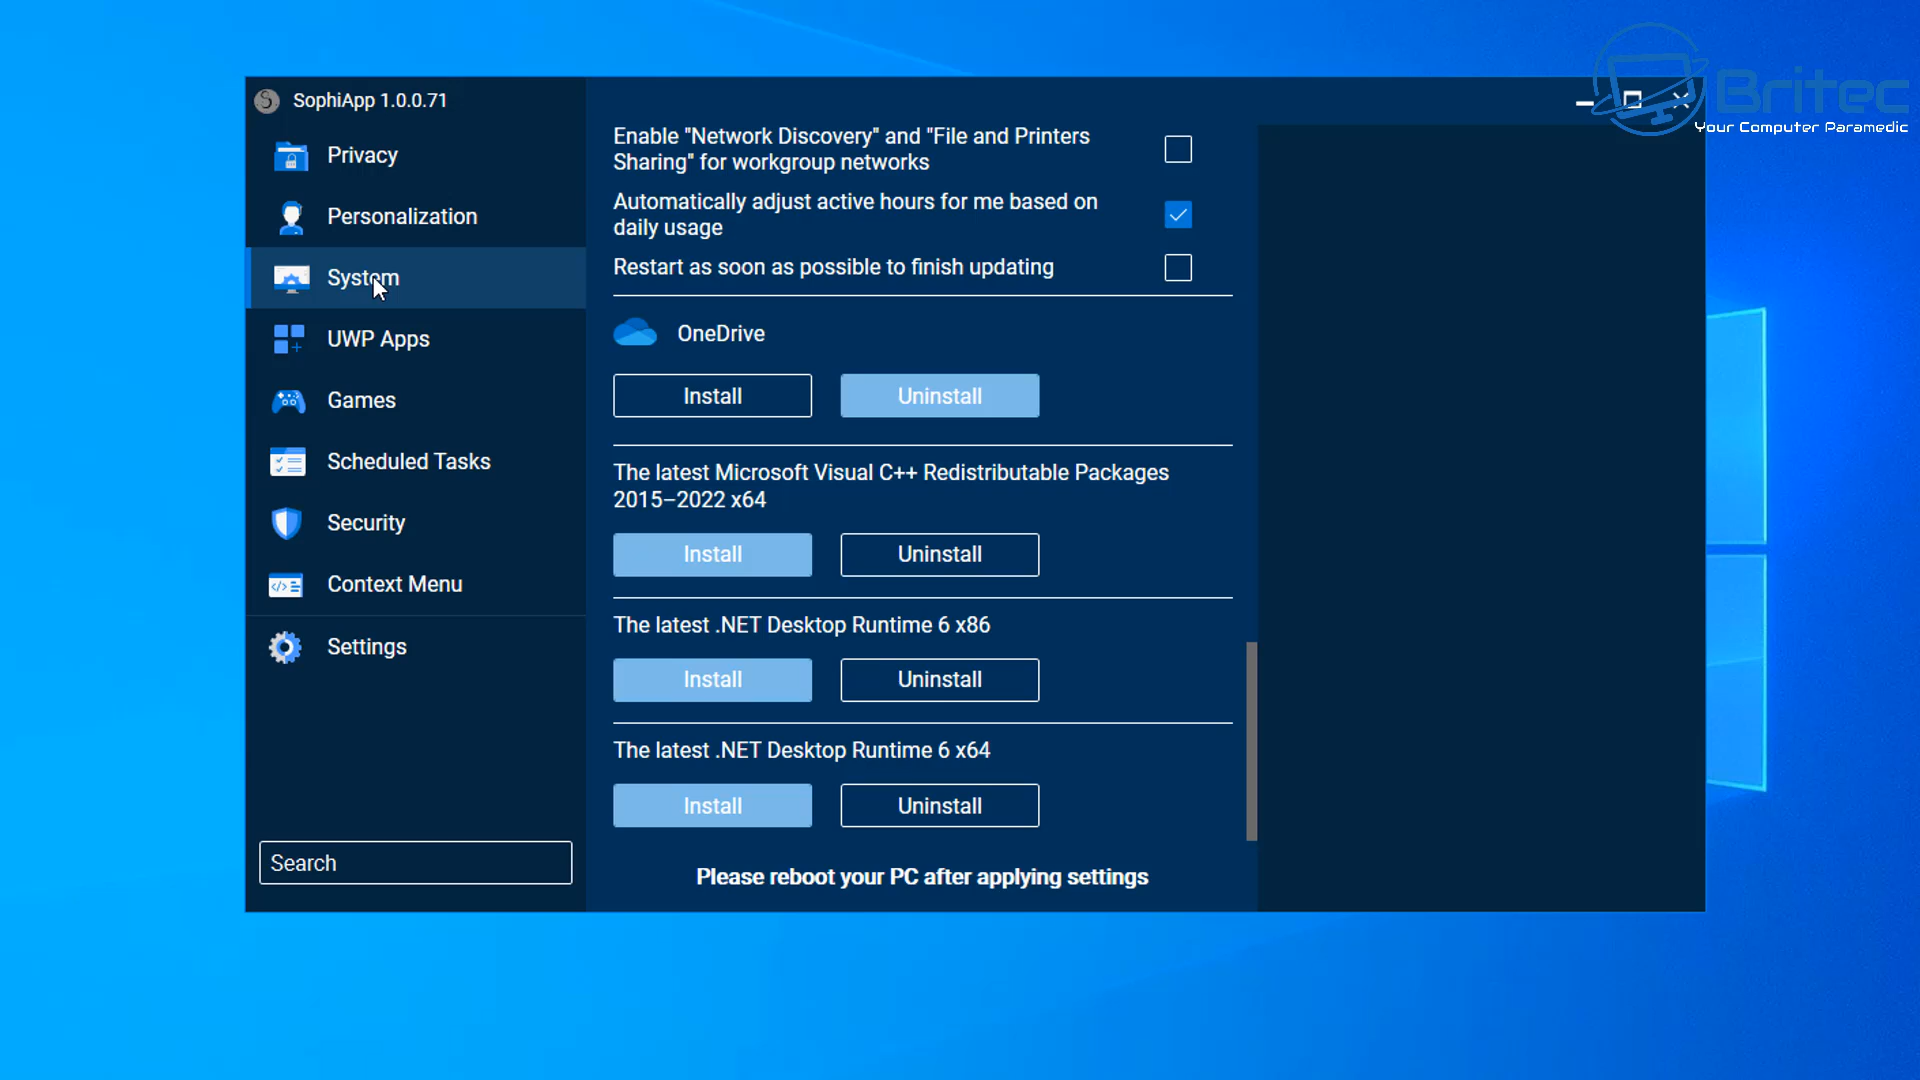 SophiApp 1.0.0.71
Privacy
Personalization
System
UWP Apps
Games
Scheduled Tasks
Security
Context Menu
Settings
Search
Enable "Network Discovery" and "File and Printers
Sharing" for workgroup networks
Automatically adjust active hours for me based on
daily usage
Restart as soon as possible to finish updating
OneDrive
Install Uninstall
The latest Microsoft Visual C++ Redistributable Packages
2015–2022 x64
Install Uninstall
The latest .NET Desktop Runtime 6 x86
Install Uninstall
The latest .NET Desktop Runtime 6 x64
Install Uninstall
Please reboot your PC after applying settings
Britec
Your Computer Paramedic